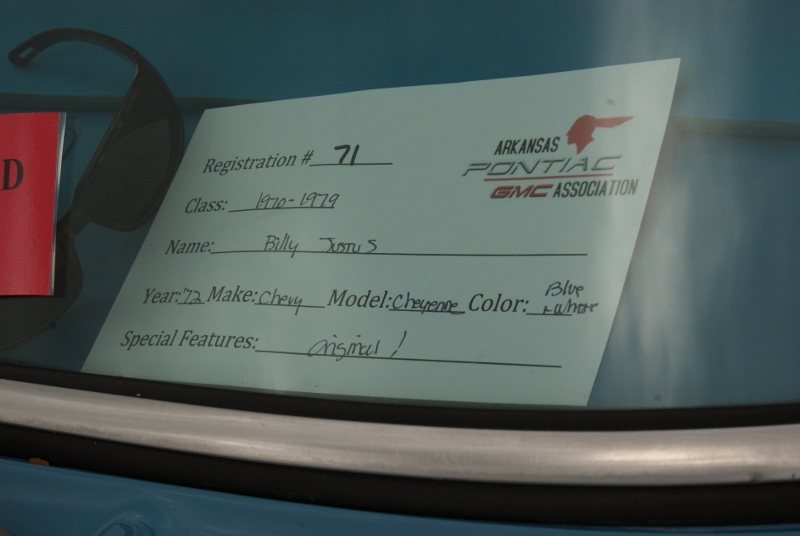 D
ARKANSAS
PONTIAC
GMC ASSOCIATION
Registration # 71
Class: 1970-1979
Name: Billy Justus
Year: '72 Make: Chevy Model: Cheyenne Color: Blue + White
Special Features: original!